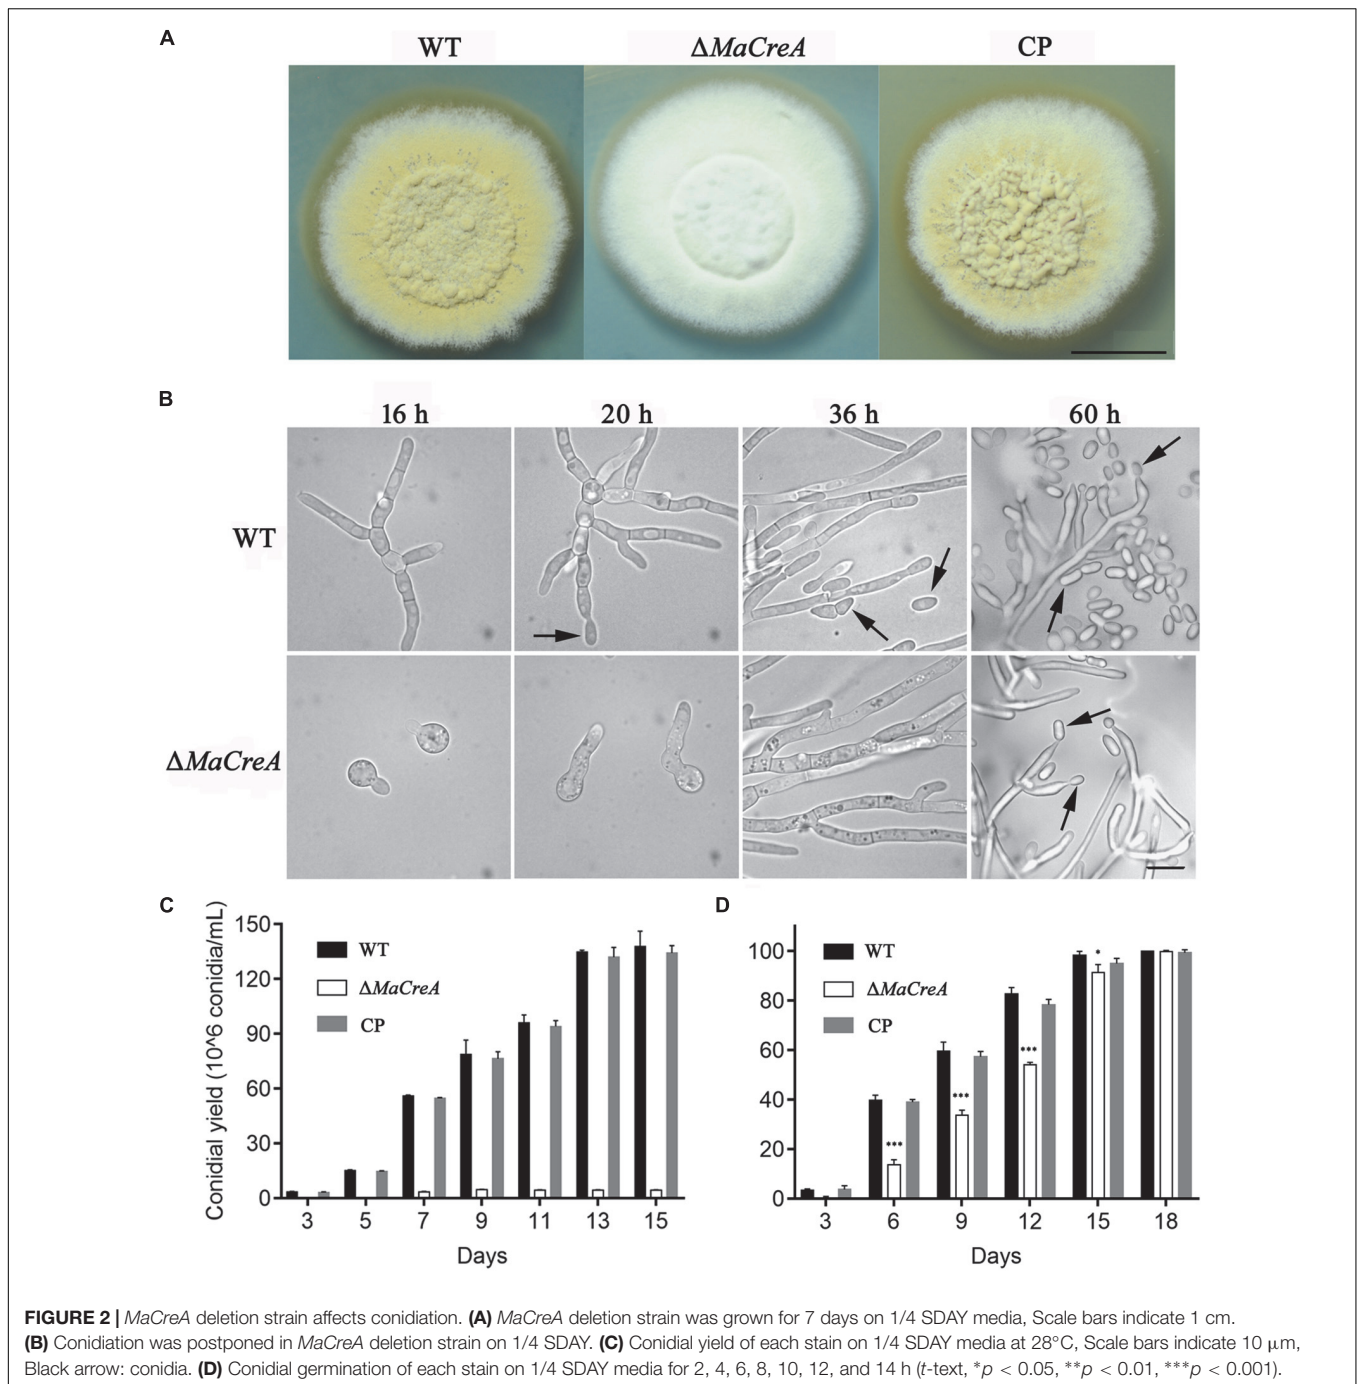 A
WT
ΔMaCreA
CP
B
16 h
20 h
36 h
60 h
WT
ΔMaCreA
C
Conidial yield (10^6 conidia/mL)
150
120
90
60
30
0
WT
ΔMaCreA
CP
3 5 7 9 11 13 15
Days
D
100
80
60
40
20
0
WT
ΔMaCreA
CP
***
***
***
*
3 6 9 12 15 18
Days
FIGURE 2 | MaCreA deletion strain affects conidiation. (A) MaCreA deletion strain was grown for 7 days on 1/4 SDAY media, Scale bars indicate 1 cm.
(B) Conidiation was postponed in MaCreA deletion strain on 1/4 SDAY. (C) Conidial yield of each stain on 1/4 SDAY media at 28°C, Scale bars indicate 10 μm,
Black arrow: conidia. (D) Conidial germination of each stain on 1/4 SDAY media for 2, 4, 6, 8, 10, 12, and 14 h (t-text, *p < 0.05, **p < 0.01, ***p < 0.001).